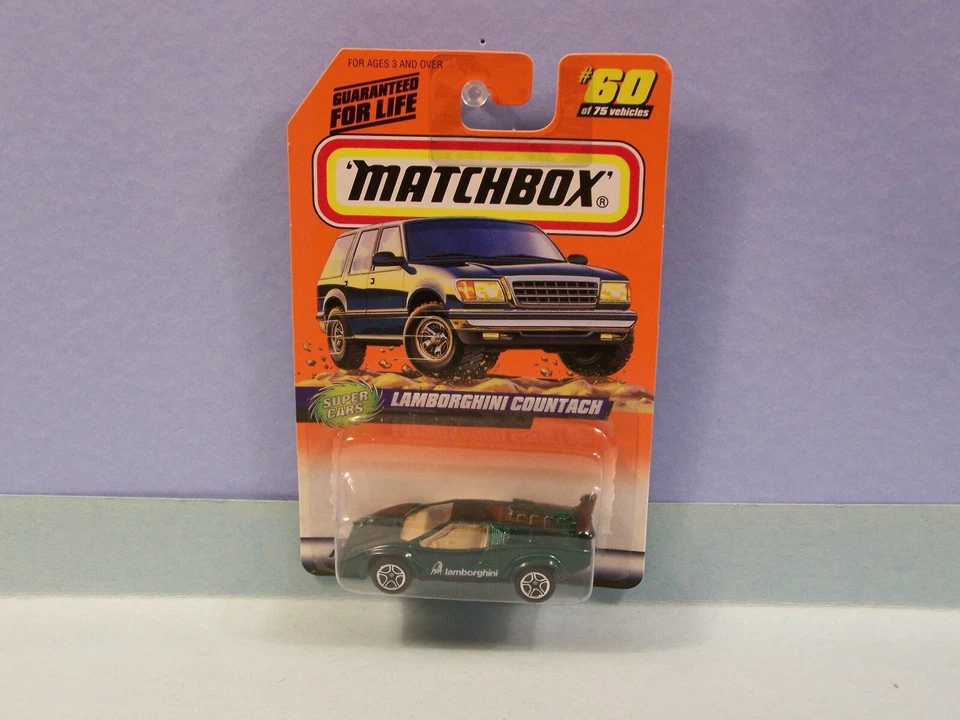 FOR AGES 3 AND OVER
GUARANTEED
FOR LIFE
#60
of 75 vehicles
'MATCHBOX'®
SUPER
CARS
LAMBORGHINI COUNTACH
lamborghini